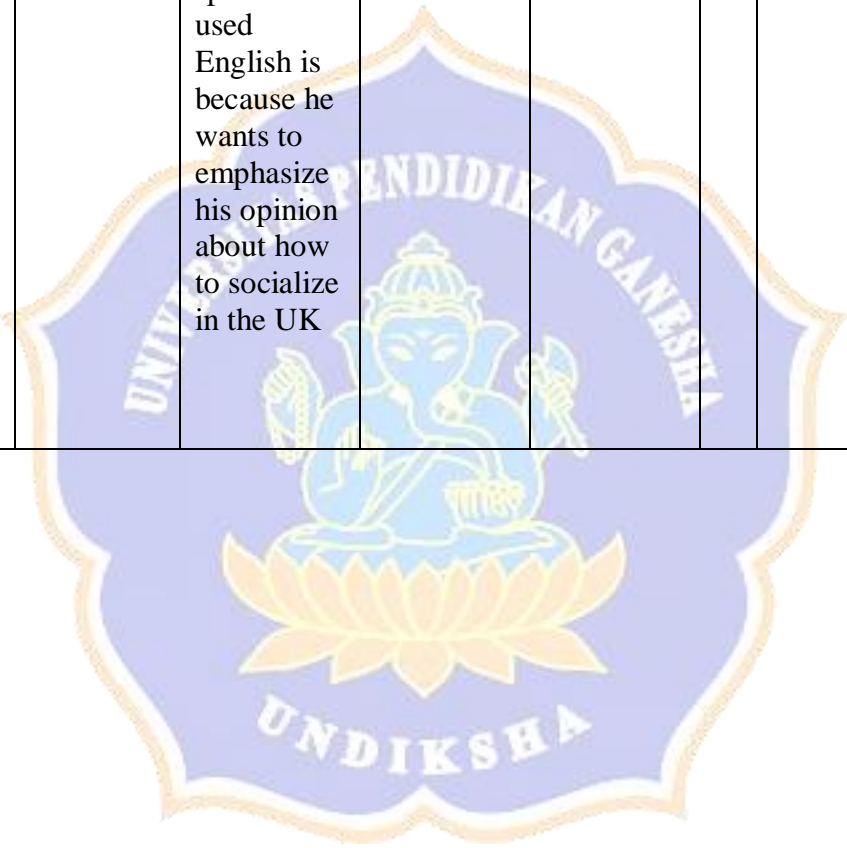 used
English is
because he
wants to
emphasize
his opinion
about how
to socialize
in the UK
UNIVERSITAS PENDIDIKAN GANESHA
UNDIKSHA